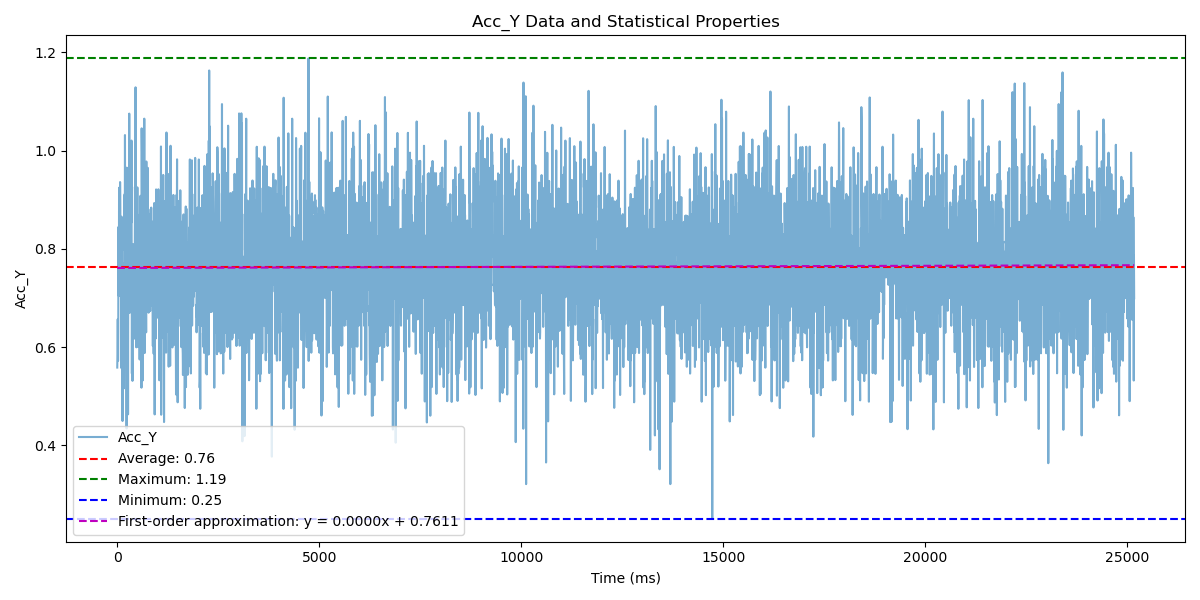 Acc_Y Data and Statistical Properties
1.2
1.0
0.8
0.6
0.4
Acc_Y
Acc_Y
Average: 0.76
Maximum: 1.19
Minimum: 0.25
First-order approximation: y = 0.0000x + 0.7611
0 5000 10000 15000 20000 25000
Time (ms)